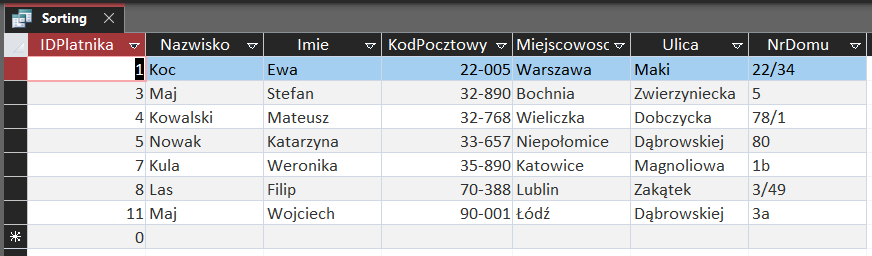 Sorting
IDPlatnika Nazwisko Imie KodPocztowy Miejscowosc Ulica NrDomu
1 Koc Ewa 22-005 Warszawa Maki 22/34
3 Maj Stefan 32-890 Bochnia Zwierzyniecka 5
4 Kowalski Mateusz 32-768 Wieliczka Dobczycka 78/1
5 Nowak Katarzyna 33-657 Niepołomice Dąbrowskiej 80
7 Kula Weronika 35-890 Katowice Magnoliowa 1b
8 Las Filip 70-388 Lublin Zakątek 3/49
11 Maj Wojciech 90-001 Łódź Dąbrowskiej 3a
0